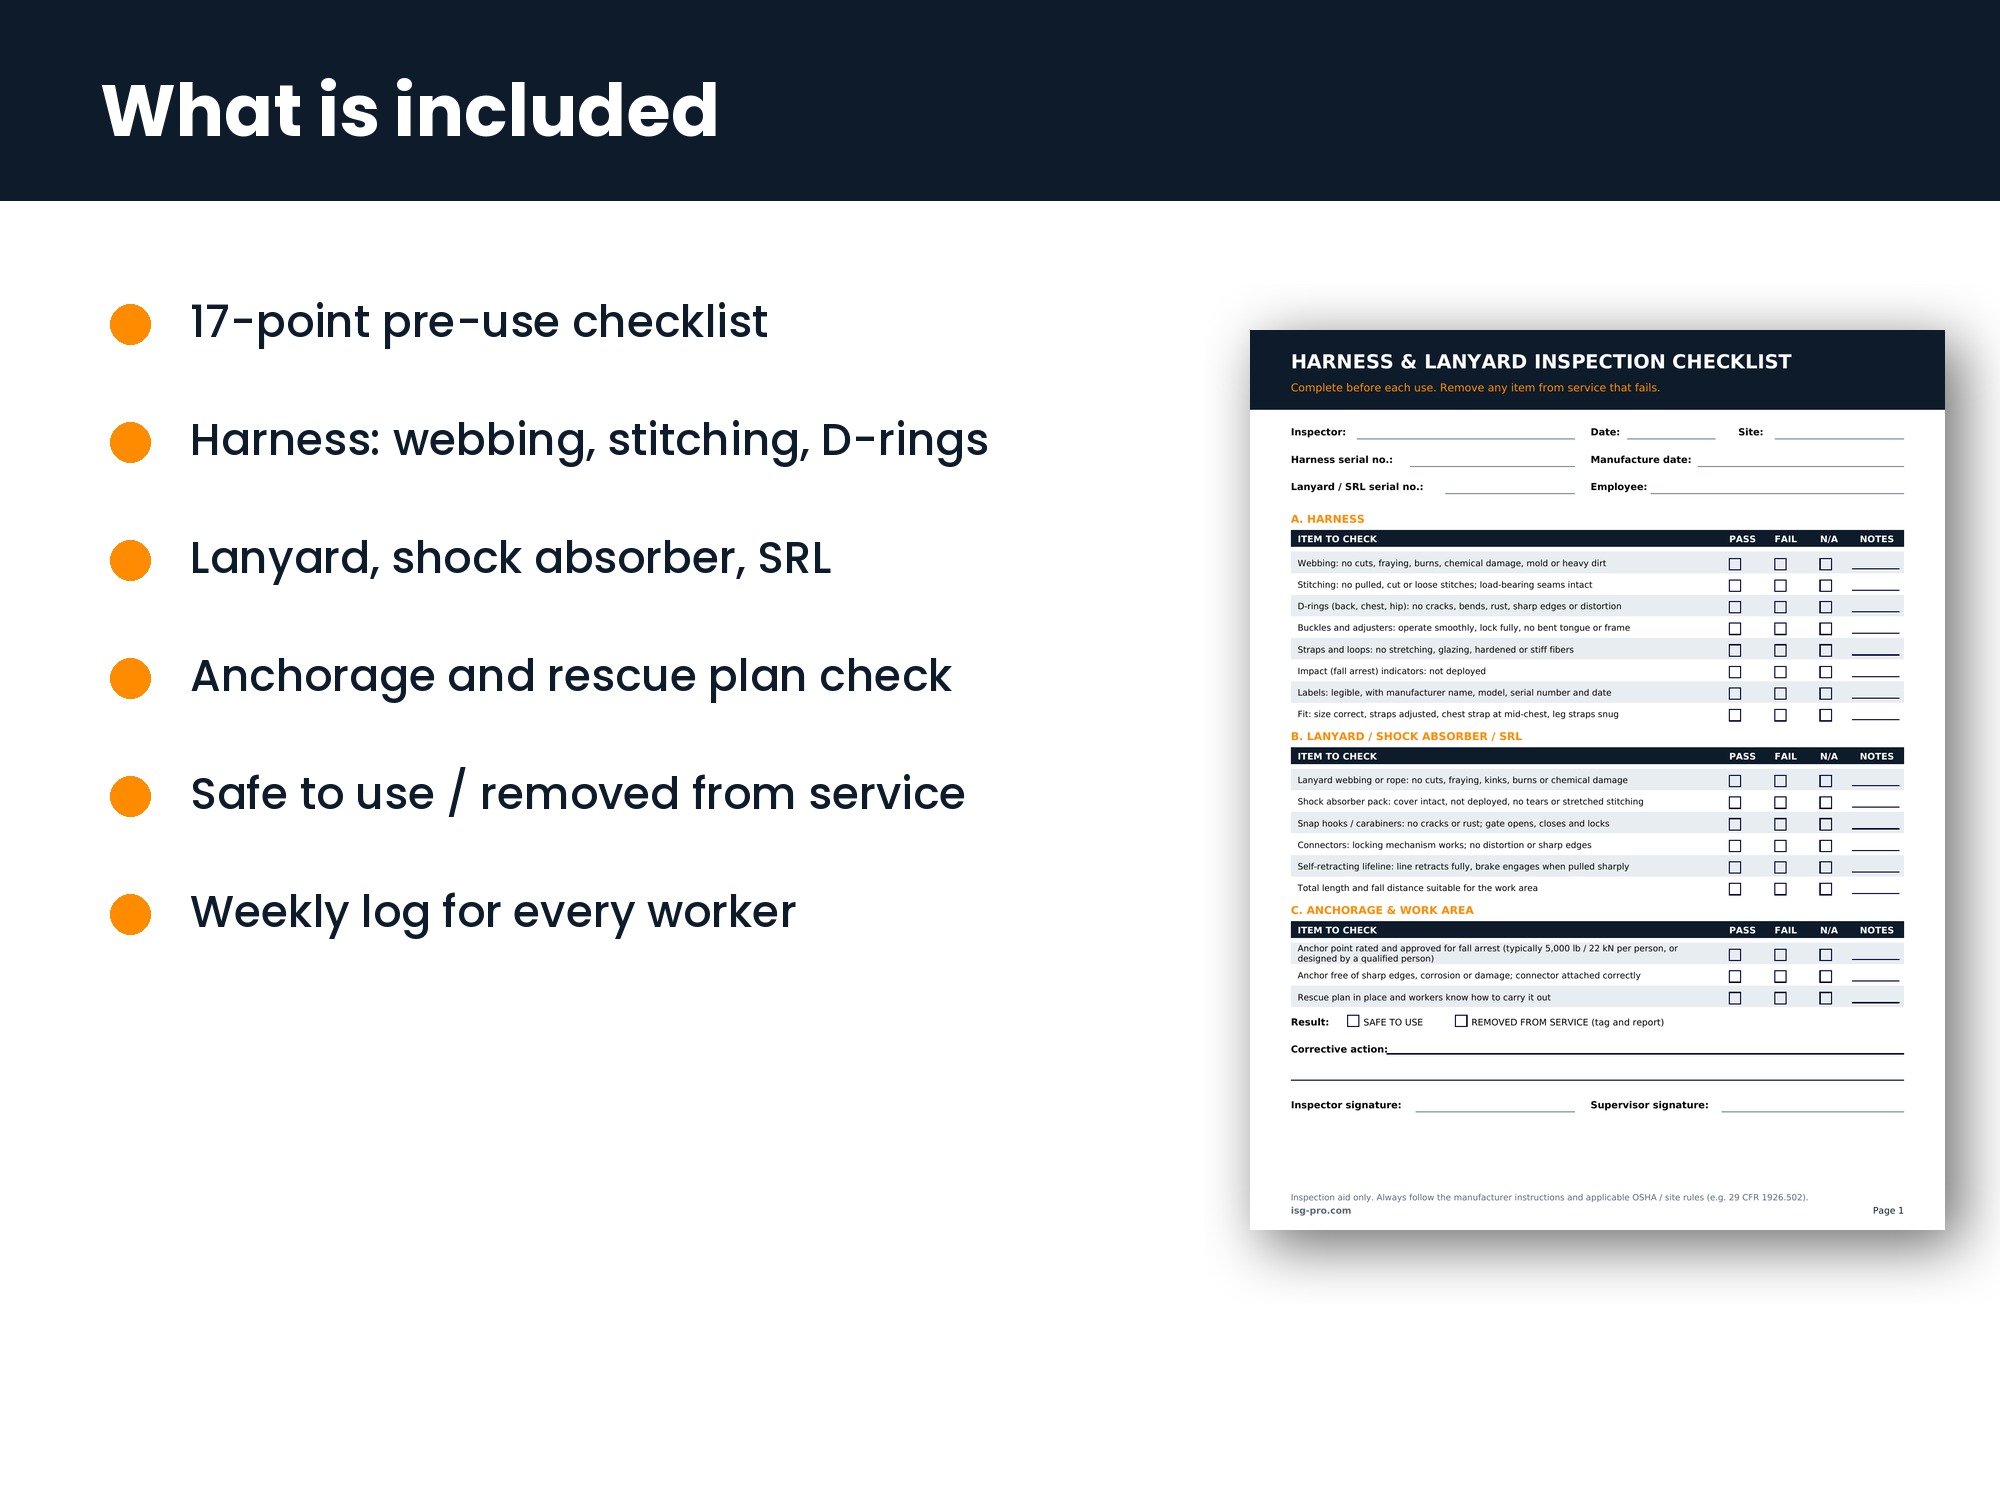 What is included
17-point pre-use checklist
Harness: webbing, stitching, D-rings
Lanyard, shock absorber, SRL
Anchorage and rescue plan check
Safe to use / removed from service
Weekly log for every worker
HARNESS & LANYARD INSPECTION CHECKLIST
Complete before each use. Remove any item from service that fails.
Inspector: Date: Site:
Harness serial no.: Manufacture date:
Lanyard / SRL serial no.: Employee:
A. HARNESS
ITEM TO CHECK PASS FAIL N/A NOTES
Webbing: no cuts, fraying, burns, chemical damage, mold or heavy dirt
Stitching: no pulled, cut or loose stitches; load-bearing seams intact
D-rings (back, chest, hip): no cracks, bends, rust, sharp edges or distortion
Buckles and adjusters: operate smoothly, lock fully, no bent tongue or frame
Straps and loops: no stretching, glazing, hardened or stiff fibers
Impact (fall arrest) indicators: not deployed
Labels: legible, with manufacturer name, model, serial number and date
Fit: size correct, straps adjusted, chest strap at mid-chest, leg straps snug
B. LANYARD / SHOCK ABSORBER / SRL
ITEM TO CHECK PASS FAIL N/A NOTES
Lanyard webbing or rope: no cuts, fraying, kinks, burns or chemical damage
Shock absorber pack: cover intact, not deployed, no tears or stretched stitching
Snap hooks / carabiners: no cracks or rust; gate opens, closes and locks
Connectors: locking mechanism works; no distortion or sharp edges
Self-retracting lifeline: line retracts fully, brake engages when pulled sharply
Total length and fall distance suitable for the work area
C. ANCHORAGE & WORK AREA
ITEM TO CHECK PASS FAIL N/A NOTES
Anchor point rated and approved for fall arrest (typically 5,000 lb / 22 kN per person, or
designed by a qualified person)
Anchor free of sharp edges, corrosion or damage; connector attached correctly
Rescue plan in place and workers know how to carry it out
Result: SAFE TO USE REMOVED FROM SERVICE (tag and report)
Corrective action:
Inspector signature: Supervisor signature:
Inspection aid only. Always follow the manufacturer instructions and applicable OSHA / site rules (e.g. 29 CFR 1926.502).
isg-pro.com Page 1